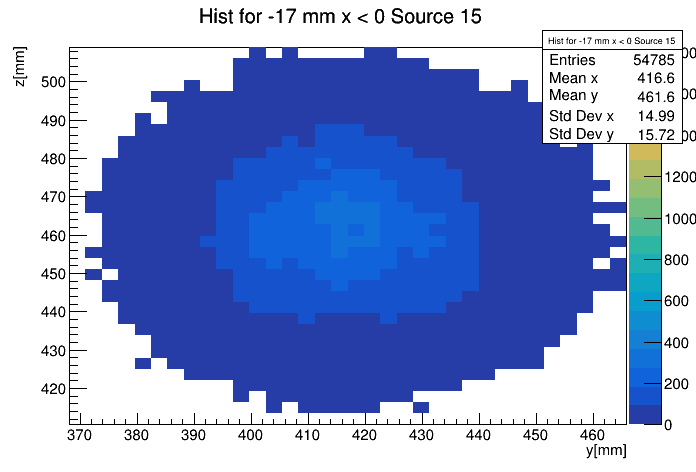 Hist for -17 mm x < 0 Source 15
Hist for -17 mm x < 0 Source 15
Entries 54785
Mean x 416.6
Mean y 461.6
Std Dev x 14.99
Std Dev y 15.72
z[mm]
500
490
480
470
460
450
440
430
420
1200
1000
800
600
400
200
0
370 380 390 400 410 420 430 440 450 460
y[mm]